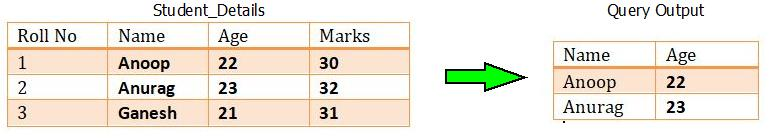 Student_Details
Roll No Name Age Marks
1 Anoop 22 30
2 Anurag 23 32
3 Ganesh 21 31
Query Output
Name Age
Anoop 22
Anurag 23